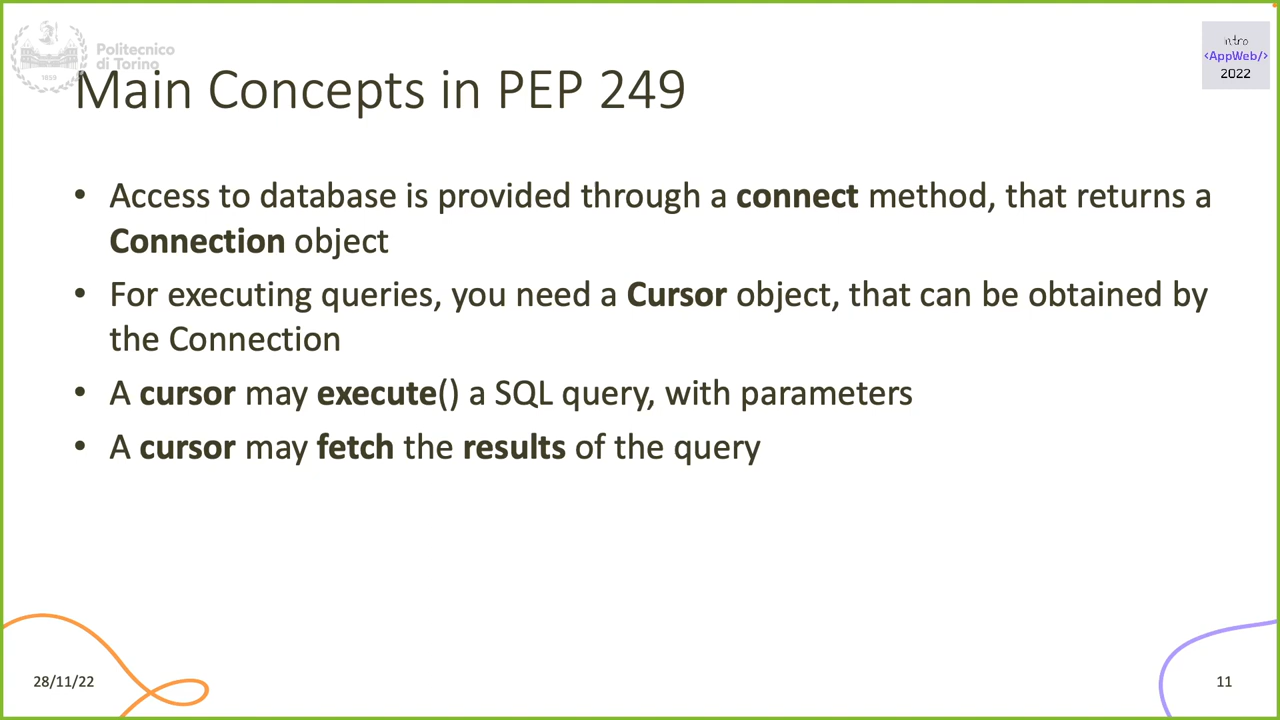 Politecnico
di Torino
1859
intro
<AppWeb/>
2022
Main Concepts in PEP 249
• Access to database is provided through a connect method, that returns a
Connection object
• For executing queries, you need a Cursor object, that can be obtained by
the Connection
• A cursor may execute() a SQL query, with parameters
• A cursor may fetch the results of the query
28/11/22
11